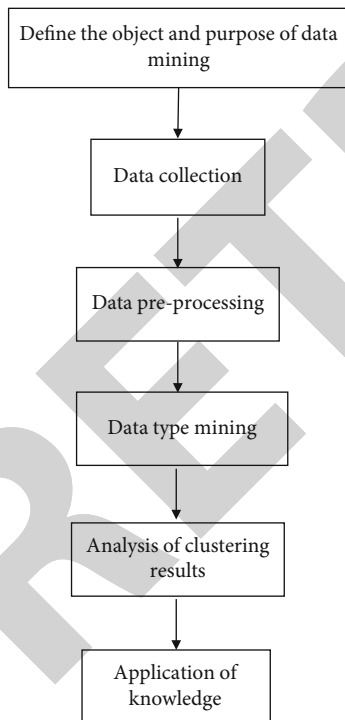 Define the object and purpose of data
mining
Data collection
Data pre-processing
Data type mining
Analysis of clustering
results
Application of
knowledge
RET